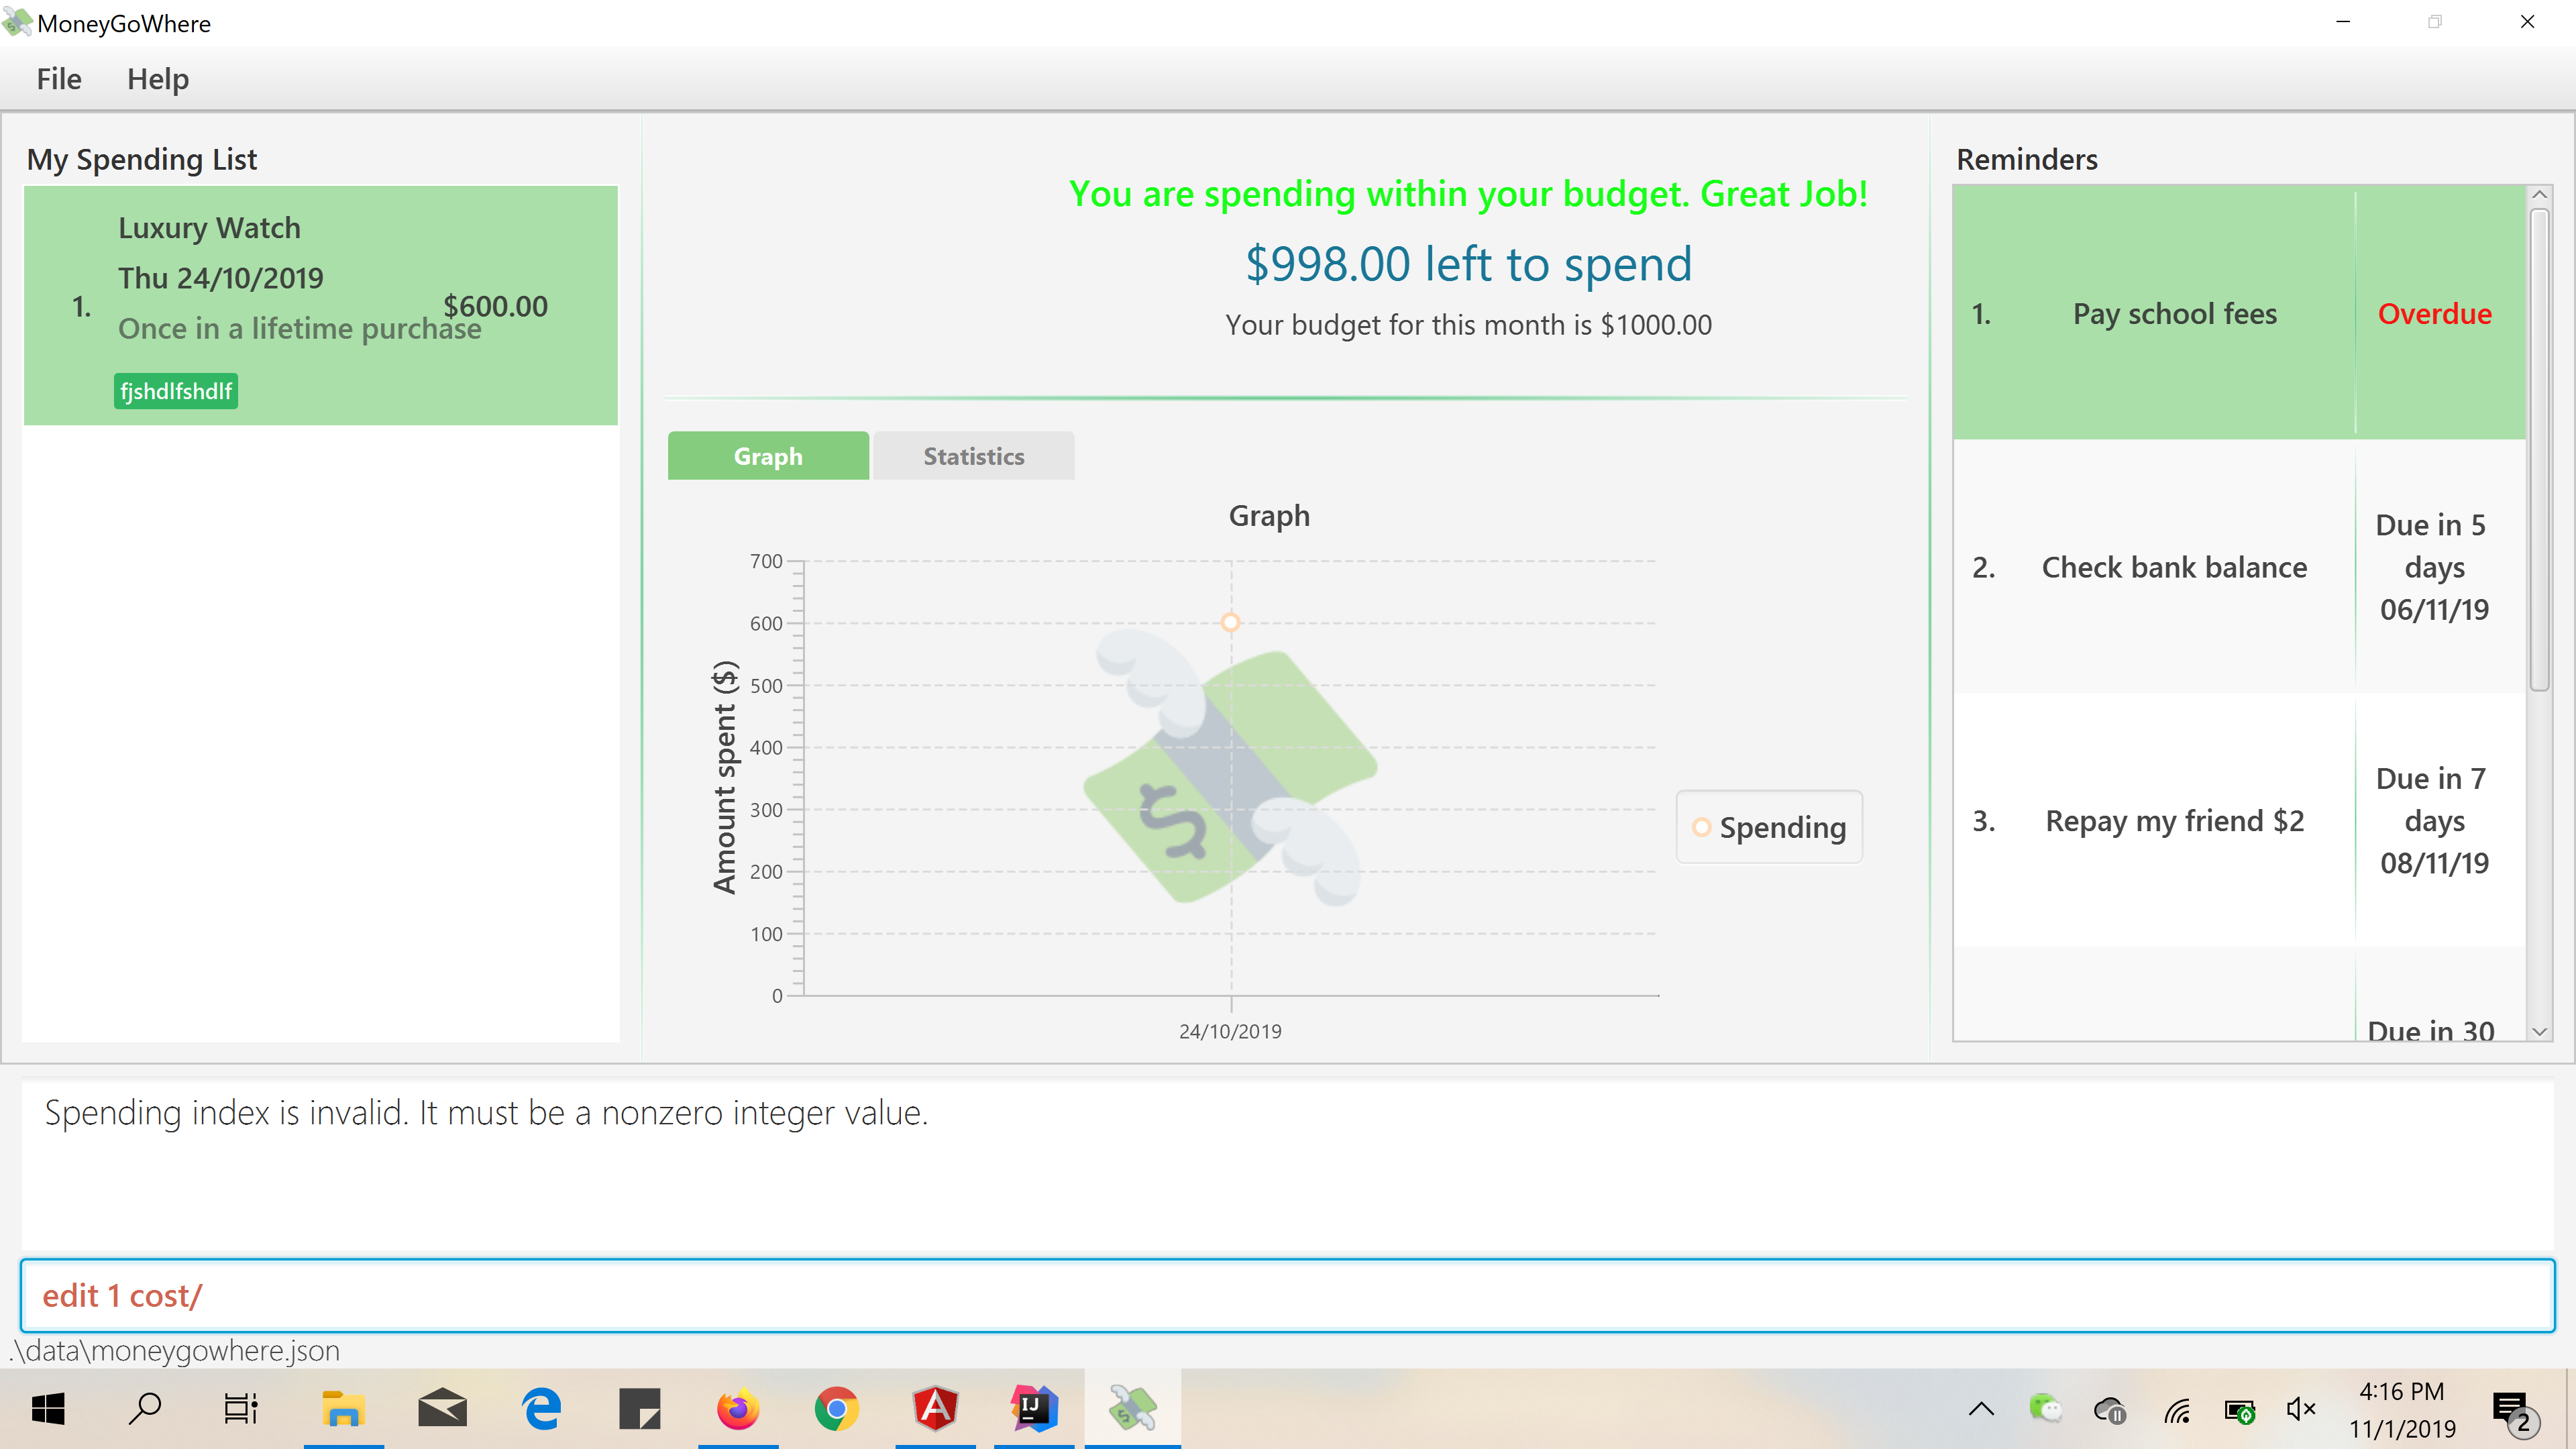 MoneyGoWhere
File Help
My Spending List
1.
Luxury Watch
Thu 24/10/2019
$600.00
Once in a lifetime purchase
fjshdlfshdlf
You are spending within your budget. Great Job!
$998.00 left to spend
Your budget for this month is $1000.00
Graph Statistics
Graph
Amount spent ($)
700
600
500
400
300
200
100
0
24/10/2019
Spending
Reminders
1. Pay school fees Overdue
2. Check bank balance
Due in 5
days
06/11/19
3. Repay my friend $2
Due in 7
days
08/11/19
Due in 30
Spending index is invalid. It must be a nonzero integer value.
edit 1 cost/
.\data\moneygowhere.json
4:16 PM
11/1/2019
2